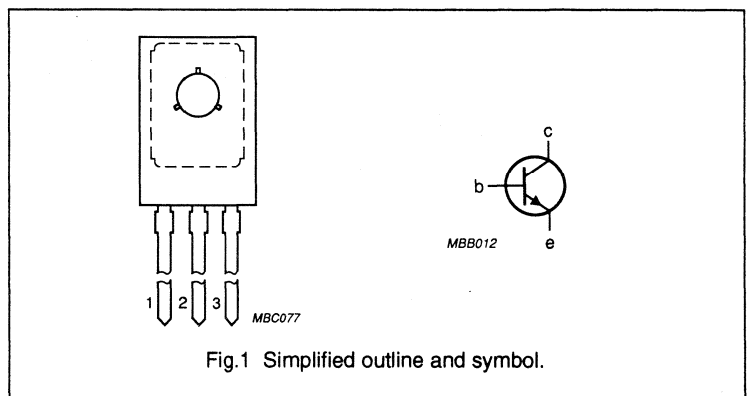 c
b
MBB012
e
1 2 3
MBC077
Fig.1 Simplified outline and symbol.